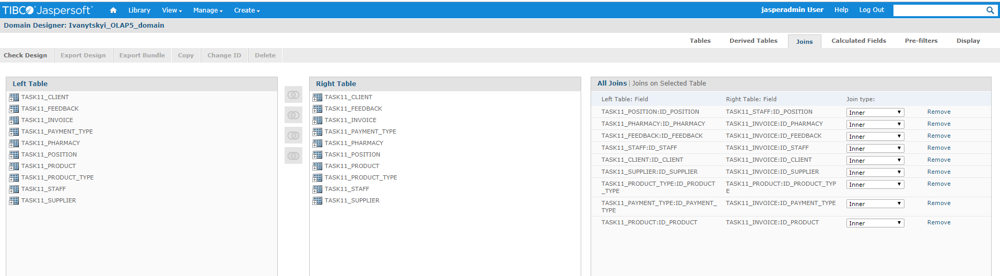 TIBCO Jaspersoft®
Library
View
Manage
Create
jasperadmin User
Help
Log Out
Domain Designer: Ivanytskyi_OLAP5_domain
Tables
Derived Tables
Joins
Calculated Fields
Pre-filters
Display
Check Design
Export Design
Export Bundle
Copy
Change ID
Delete
Left Table
TASK11_CLIENT
TASK11_FEEDBACK
TASK11_INVOICE
TASK11_PAYMENT_TYPE
TASK11_PHARMACY
TASK11_POSITION
TASK11_PRODUCT
TASK11_PRODUCT_TYPE
TASK11_STAFF
TASK11_SUPPLIER
Right Table
TASK11_CLIENT
TASK11_FEEDBACK
TASK11_INVOICE
TASK11_PAYMENT_TYPE
TASK11_PHARMACY
TASK11_POSITION
TASK11_PRODUCT
TASK11_PRODUCT_TYPE
TASK11_STAFF
TASK11_SUPPLIER
All Joins | Joins on Selected Table
Left Table: Field Right Table: Field Join type:
TASK11_POSITION:ID_POSITION TASK11_STAFF:ID_POSITION Inner Remove
TASK11_PHARMACY:ID_PHARMACY TASK11_INVOICE:ID_PHARMACY Inner Remove
TASK11_FEEDBACK:ID_FEEDBACK TASK11_INVOICE:ID_FEEDBACK Inner Remove
TASK11_STAFF:ID_STAFF TASK11_INVOICE:ID_STAFF Inner Remove
TASK11_CLIENT:ID_CLIENT TASK11_INVOICE:ID_CLIENT Inner Remove
TASK11_SUPPLIER:ID_SUPPLIER TASK11_INVOICE:ID_SUPPLIER Inner Remove
TASK11_PRODUCT_TYPE:ID_PRODUCT TASK11_PRODUCT:ID_PRODUCT_TYP Inner Remove
_TYPE E
TASK11_PAYMENT_TYPE:ID_PAYMENT_ TASK11_INVOICE:ID_PAYMENT_TYPE Inner Remove
TYPE
TASK11_PRODUCT:ID_PRODUCT TASK11_INVOICE:ID_PRODUCT Inner Remove